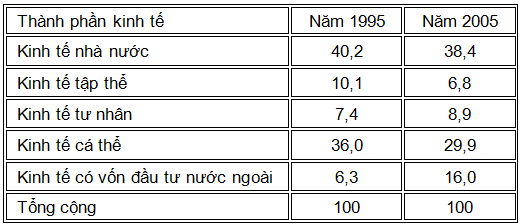 Thành phần kinh tế Năm 1995 Năm 2005
Kinh tế nhà nước 40,2 38,4
Kinh tế tập thể 10,1 6,8
Kinh tế tư nhân 7,4 8,9
Kinh tế cá thể 36,0 29,9
Kinh tế có vốn đầu tư nước ngoài 6,3 16,0
Tổng cộng 100 100